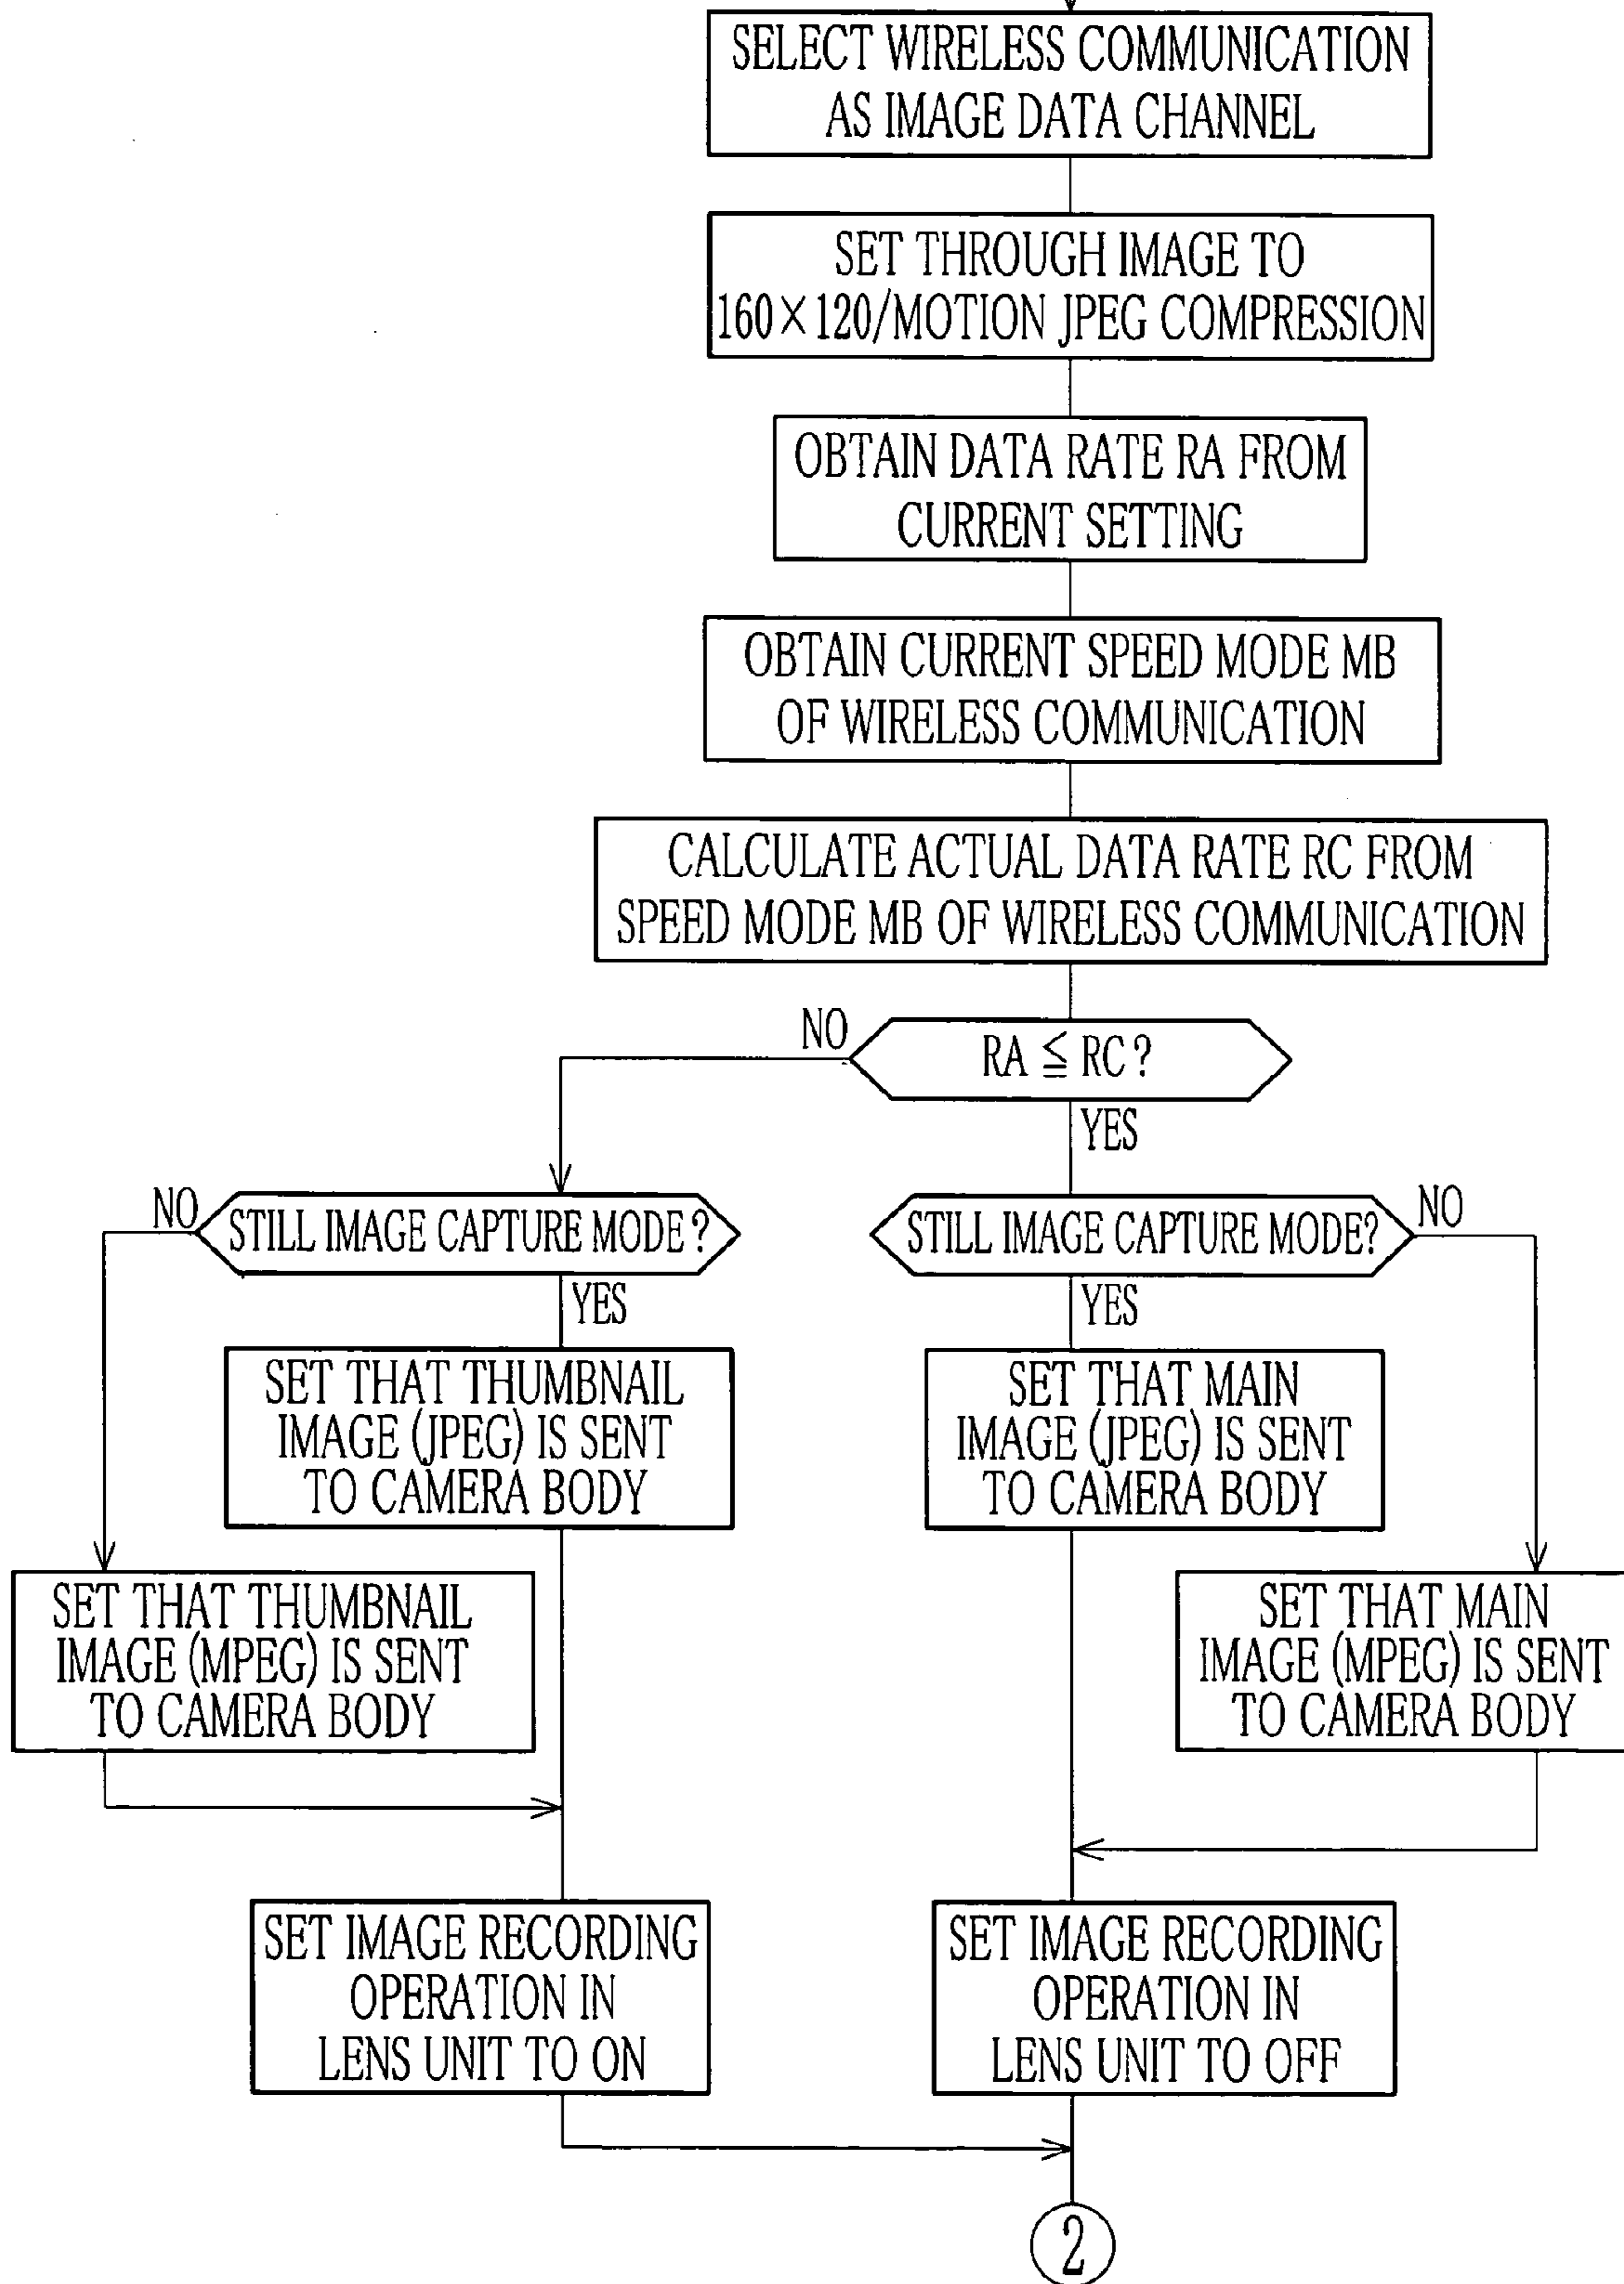 SELECT WIRELESS COMMUNICATION
AS IMAGE DATA CHANNEL
SET THROUGH IMAGE TO
160×120/MOTION JPEG COMPRESSION
OBTAIN DATA RATE RA FROM
CURRENT SETTING
OBTAIN CURRENT SPEED MODE MB
OF WIRELESS COMMUNICATION
CALCULATE ACTUAL DATA RATE RC FROM
SPEED MODE MB OF WIRELESS COMMUNICATION
NO
RA ≦ RC?
YES
NO
STILL IMAGE CAPTURE MODE?
YES
STILL IMAGE CAPTURE MODE?
NO
YES
SET THAT THUMBNAIL
IMAGE (JPEG) IS SENT
TO CAMERA BODY
SET THAT MAIN
IMAGE (JPEG) IS SENT
TO CAMERA BODY
SET THAT THUMBNAIL
IMAGE (MPEG) IS SENT
TO CAMERA BODY
SET THAT MAIN
IMAGE (MPEG) IS SENT
TO CAMERA BODY
SET IMAGE RECORDING
OPERATION IN
LENS UNIT TO ON
SET IMAGE RECORDING
OPERATION IN
LENS UNIT TO OFF
2